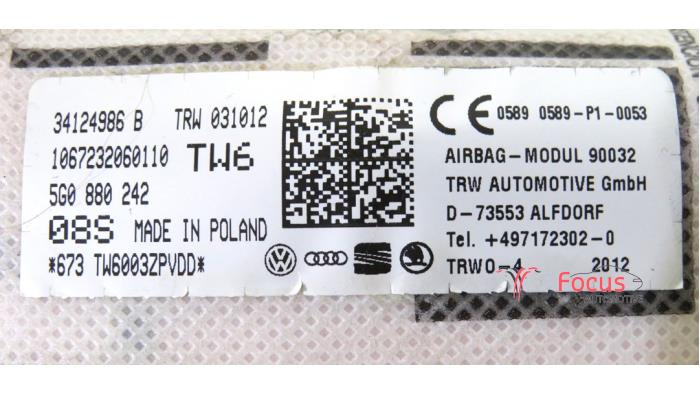 34124986 B TRW 031012
1067232060110 TW6
5G0 880 242
08S MADE IN POLAND
*673 TW6003ZPVDD*
CE 0589 0589-P1-0053
AIRBAG-MODUL 90032
TRW AUTOMOTIVE GmbH
D-73553 ALFDORF
Tel. +497172302-0
TRWO-4 2012
Focus
AUTOMOTIVE